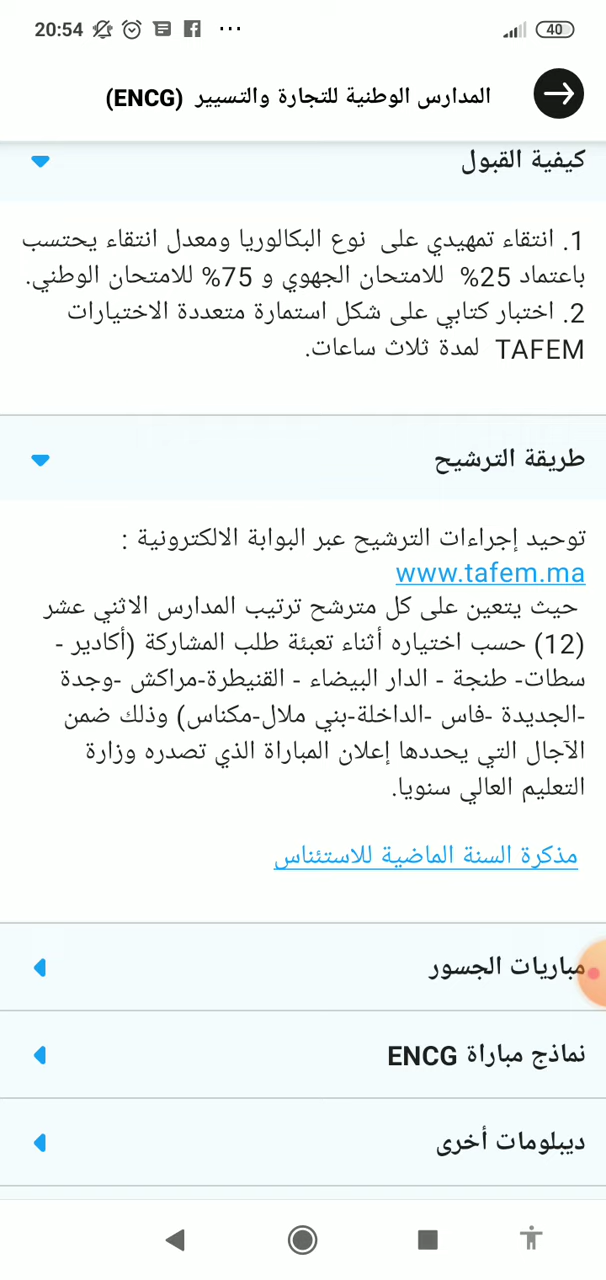 20:54 ... 40
المدارس الوطنية للتجارة والتسيير (ENCG)
كيفية القبول
1. انتقاء تمهيدي على نوع البكالوريا ومعدل انتقاء يحتسب
باعتماد 25% للامتحان الجهوي و 75% للامتحان الوطني.
2. اختبار كتابي على شكل استمارة متعددة الاختيارات
TAFEM لمدة ثلاث ساعات.
طريقة الترشيح
توحيد إجراءات الترشيح عبر البوابة الالكترونية :
www.tafem.ma
حيث يتعين على كل مترشح ترتيب المدارس الاثني عشر
(12) حسب اختياره أثناء تعبئة طلب المشاركة (أكادير -
سطات- طنجة - الدار البيضاء - القنيطرة-مراكش -وجدة
-الجديدة -فاس -الداخلة-بني ملال-مكناس) وذلك ضمن
الآجال التي يحددها إعلان المباراة الذي تصدره وزارة
التعليم العالي سنويا.
مذكرة السنة الماضية للاستئناس
مباريات الجسور
نماذج مباراة ENCG
ديبلومات أخرى